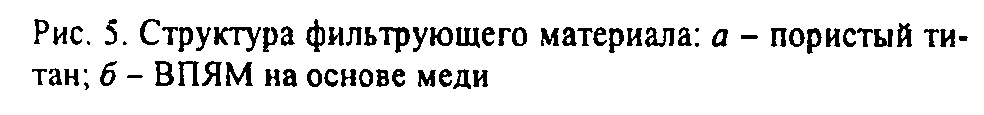 Рис. 5. Структура фильтрующего материала: а – пористый ти-
тан; б – ВПЯМ на основе меди